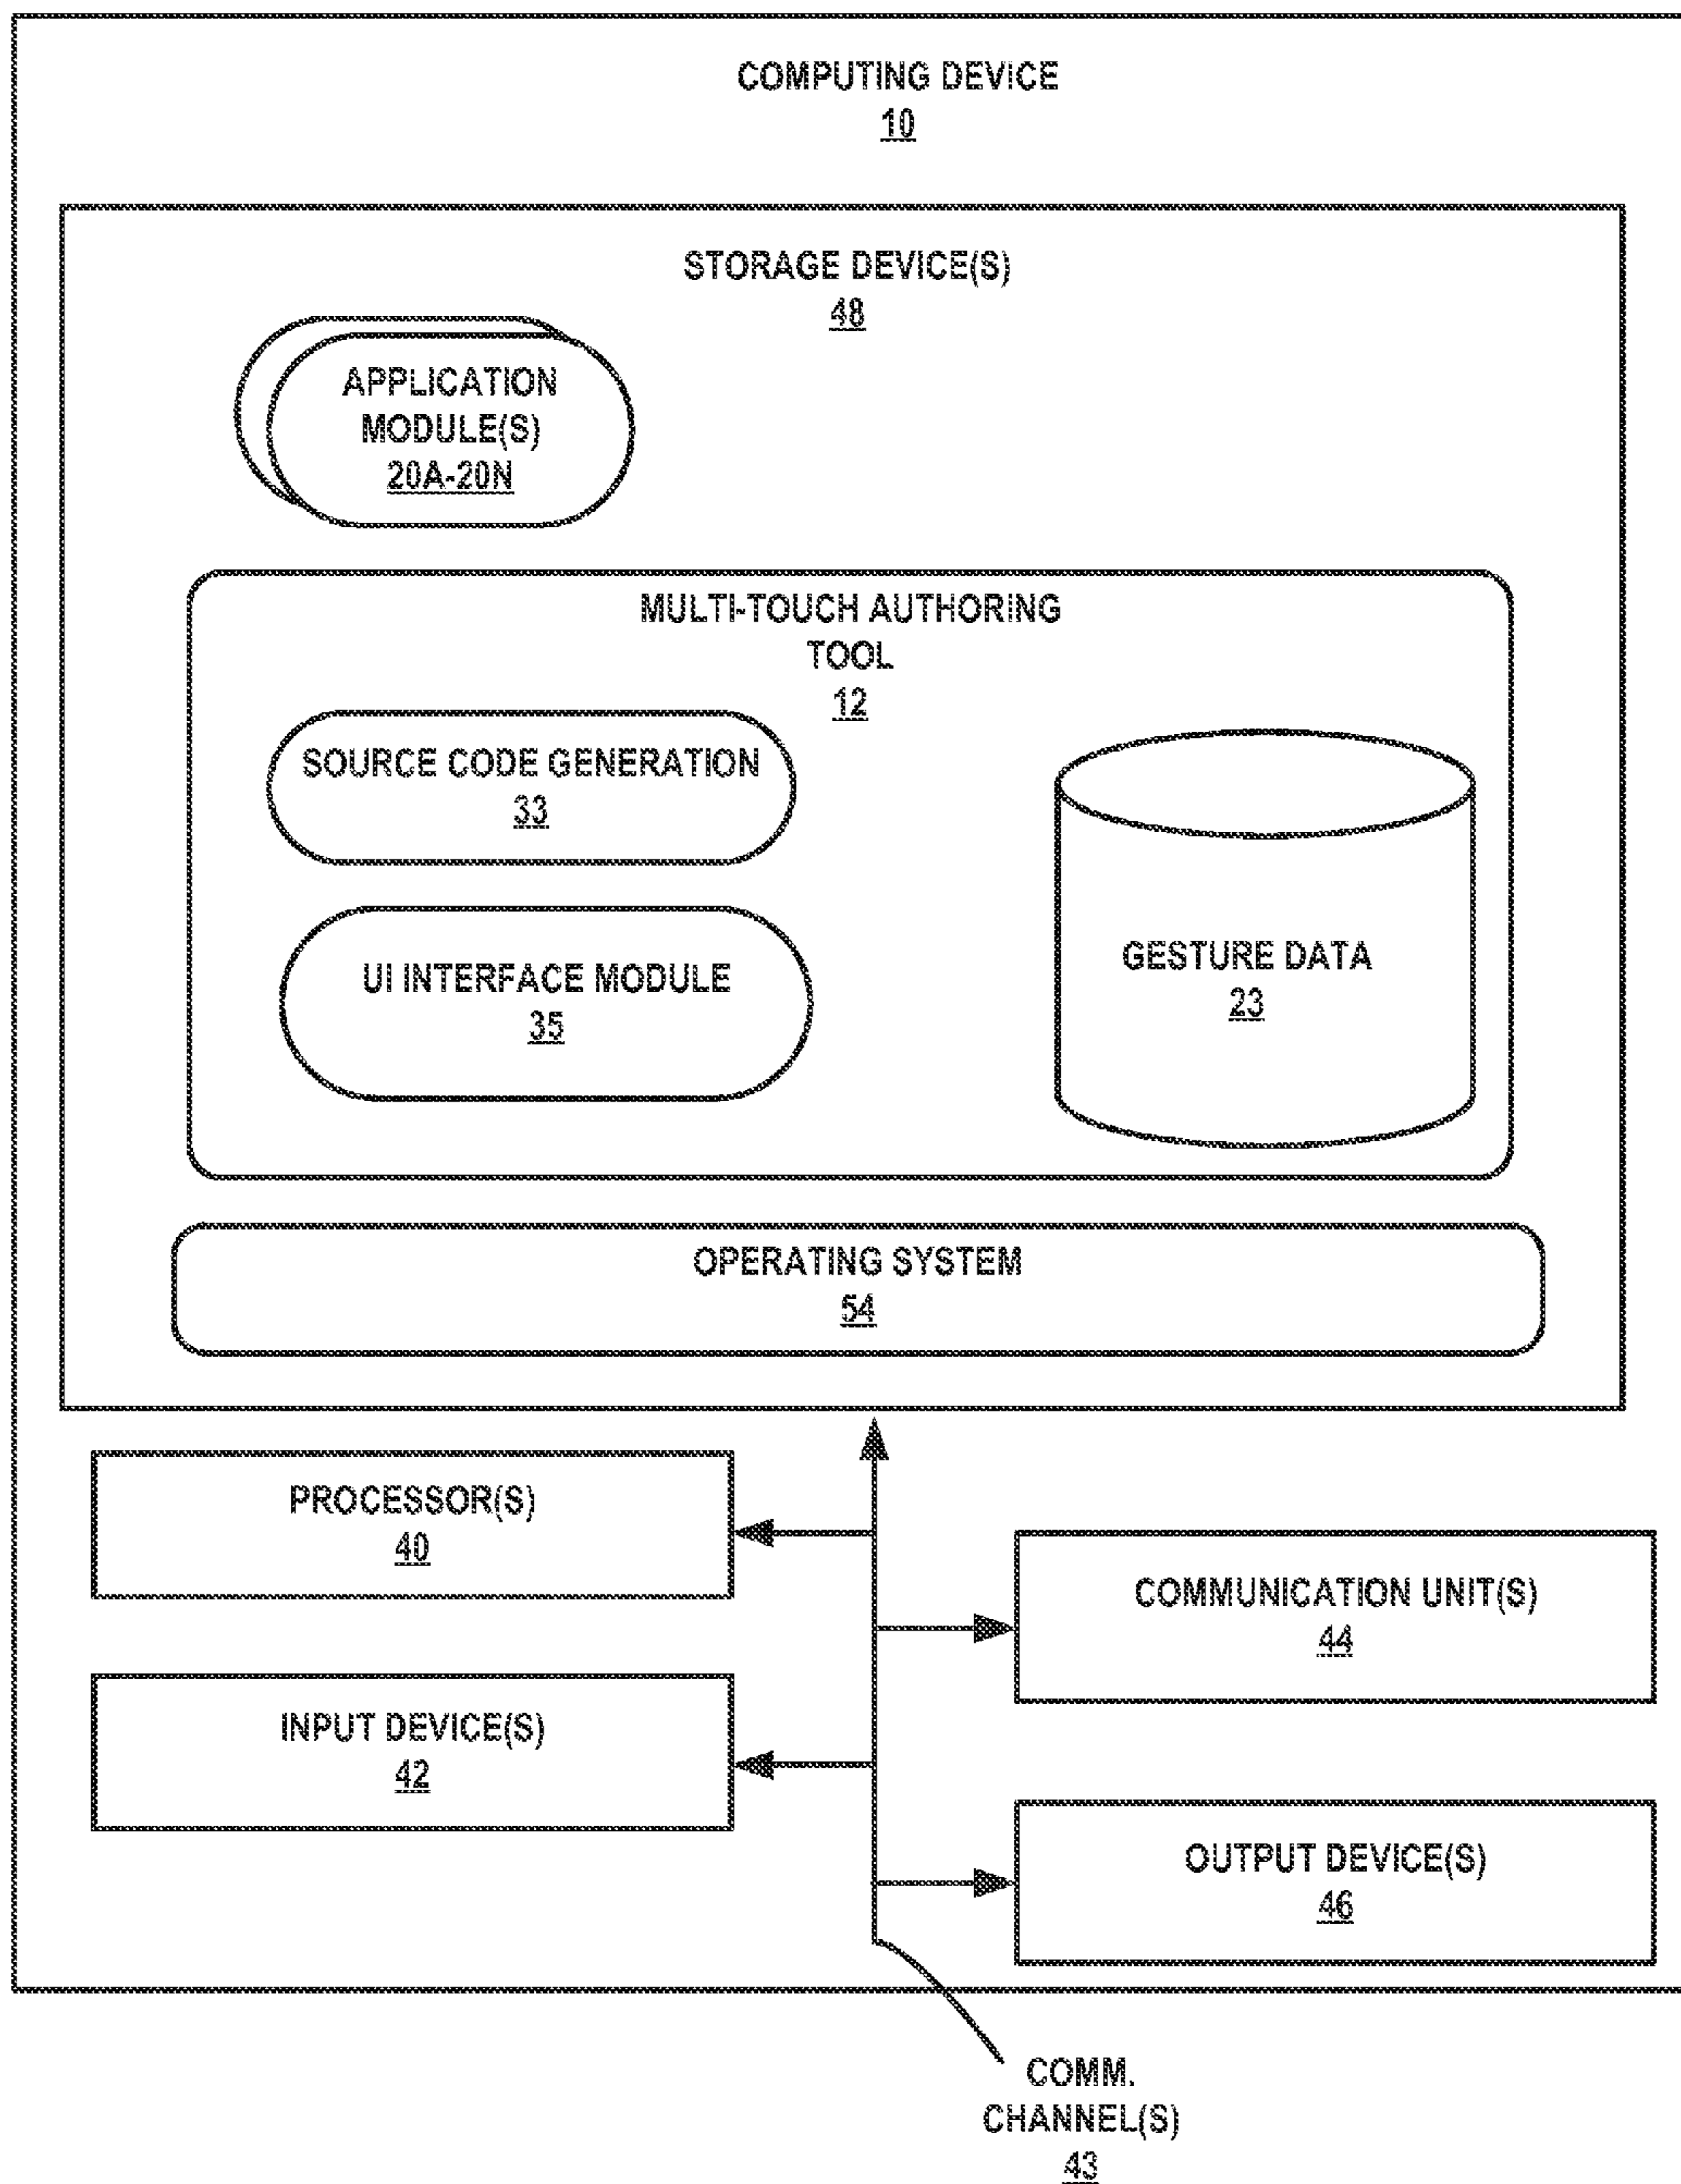 COMPUTING DEVICE
10
STORAGE DEVICE(S)
48
APPLICATION
MODULE(S)
20A-20N
MULTI-TOUCH AUTHORING
TOOL
12
SOURCE CODE GENERATION
33
UI INTERFACE MODULE
35
GESTURE DATA
23
OPERATING SYSTEM
54
PROCESSOR(S)
40
COMMUNICATION UNIT(S)
44
INPUT DEVICE(S)
42
OUTPUT DEVICE(S)
46
COMM.
CHANNEL(S)
43